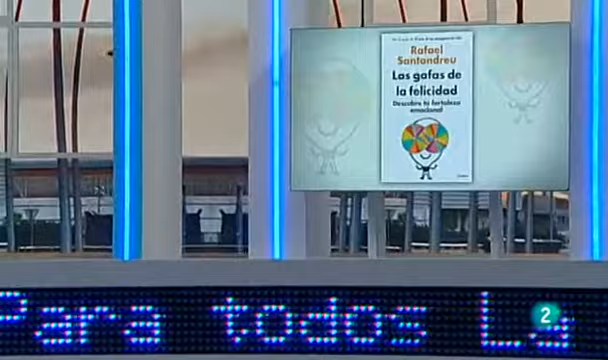 Rafael
Santandreu
Las gafas de
la felicidad
Descubre tu fortaleza
emocional
Para todos La
2